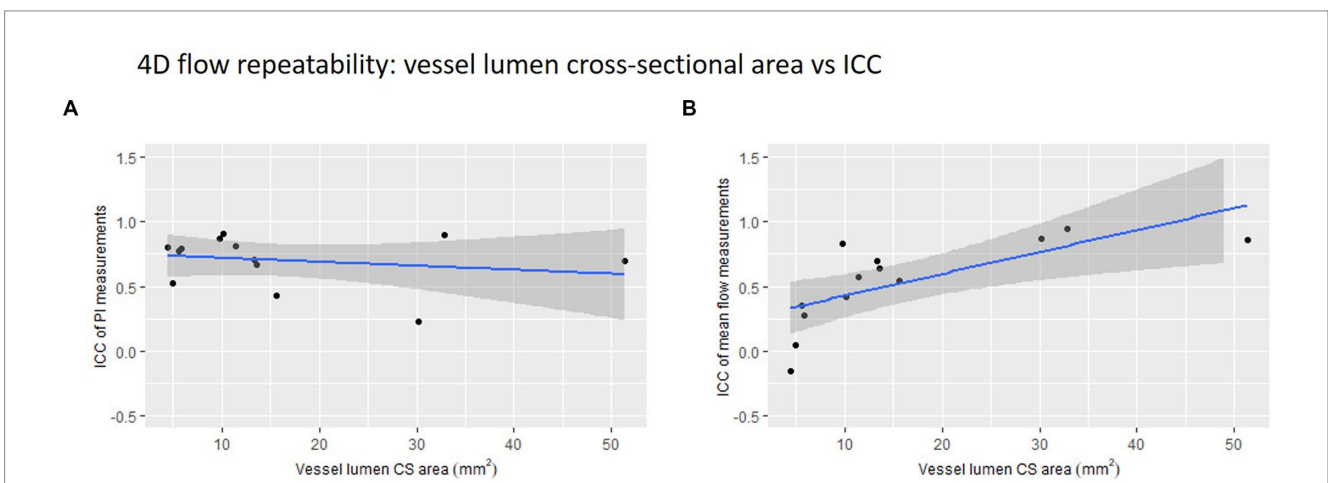 4D flow repeatability: vessel lumen cross-sectional area vs ICC
A
ICC of PI measurements
1.5
1.0
0.5
0.0
-0.5
10 20 30 40 50
Vessel lumen CS area (mm²)
B
ICC of mean flow measurements
1.5
1.0
0.5
0.0
-0.5
10 20 30 40 50
Vessel lumen CS area (mm²)